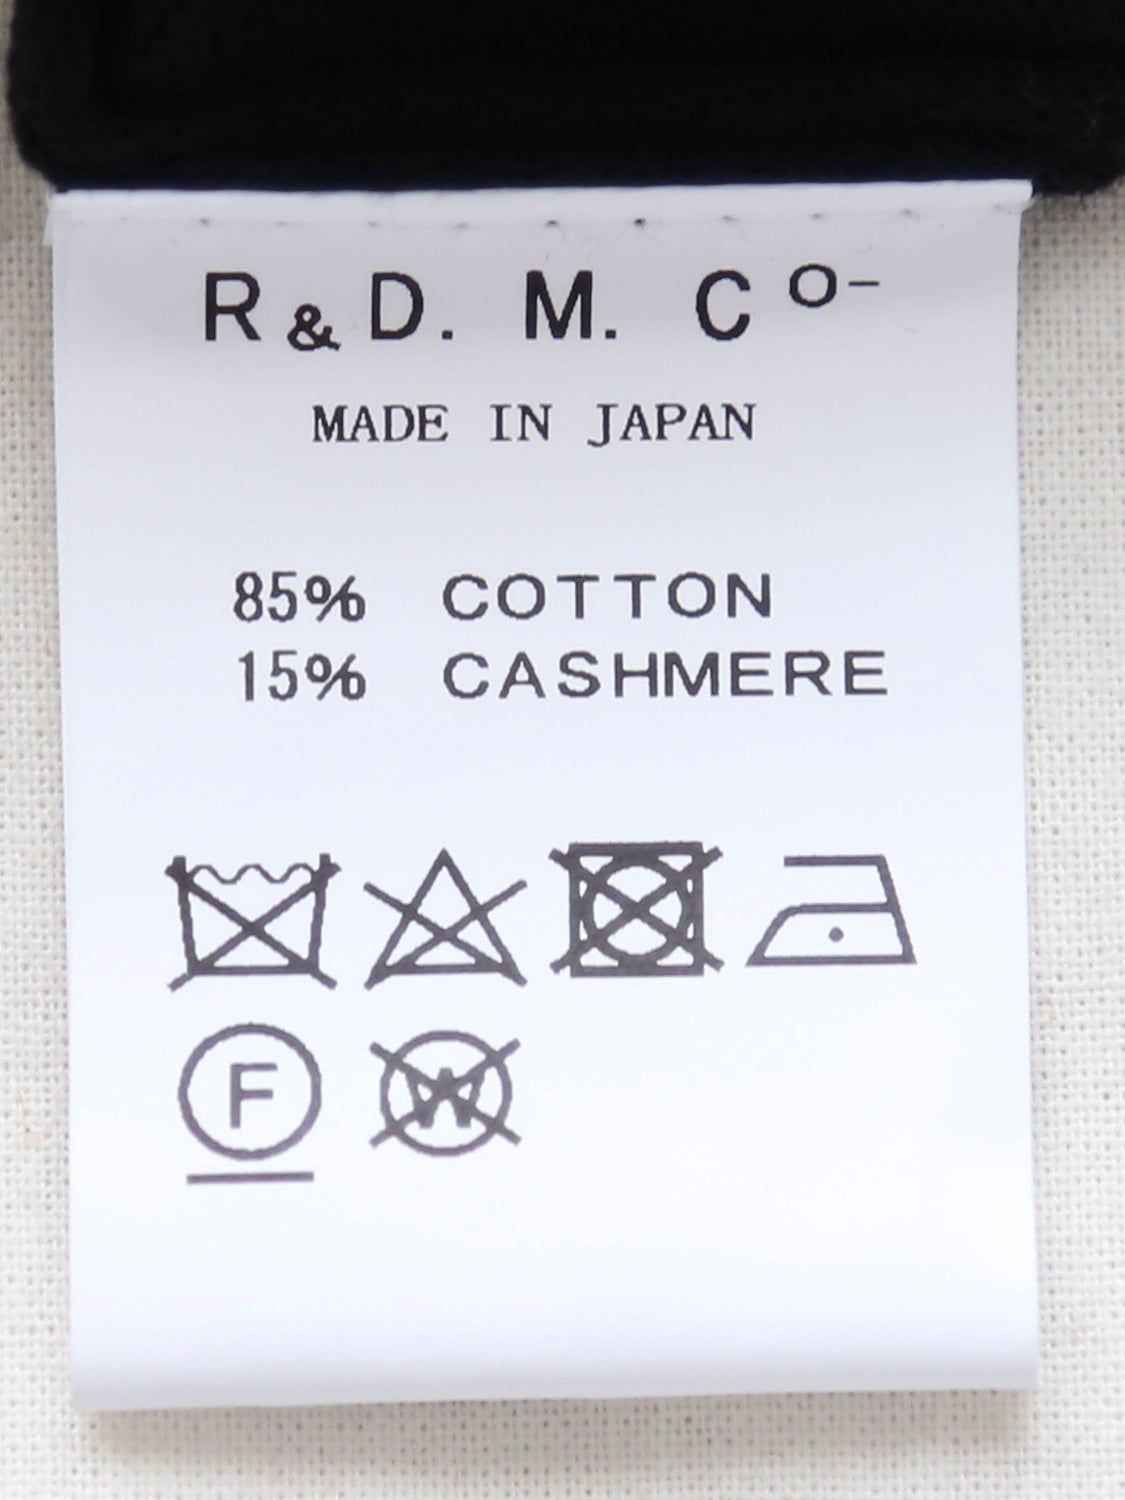 R&D. M. Co-
MADE IN JAPAN
85% COTTON
15% CASHMERE
F W